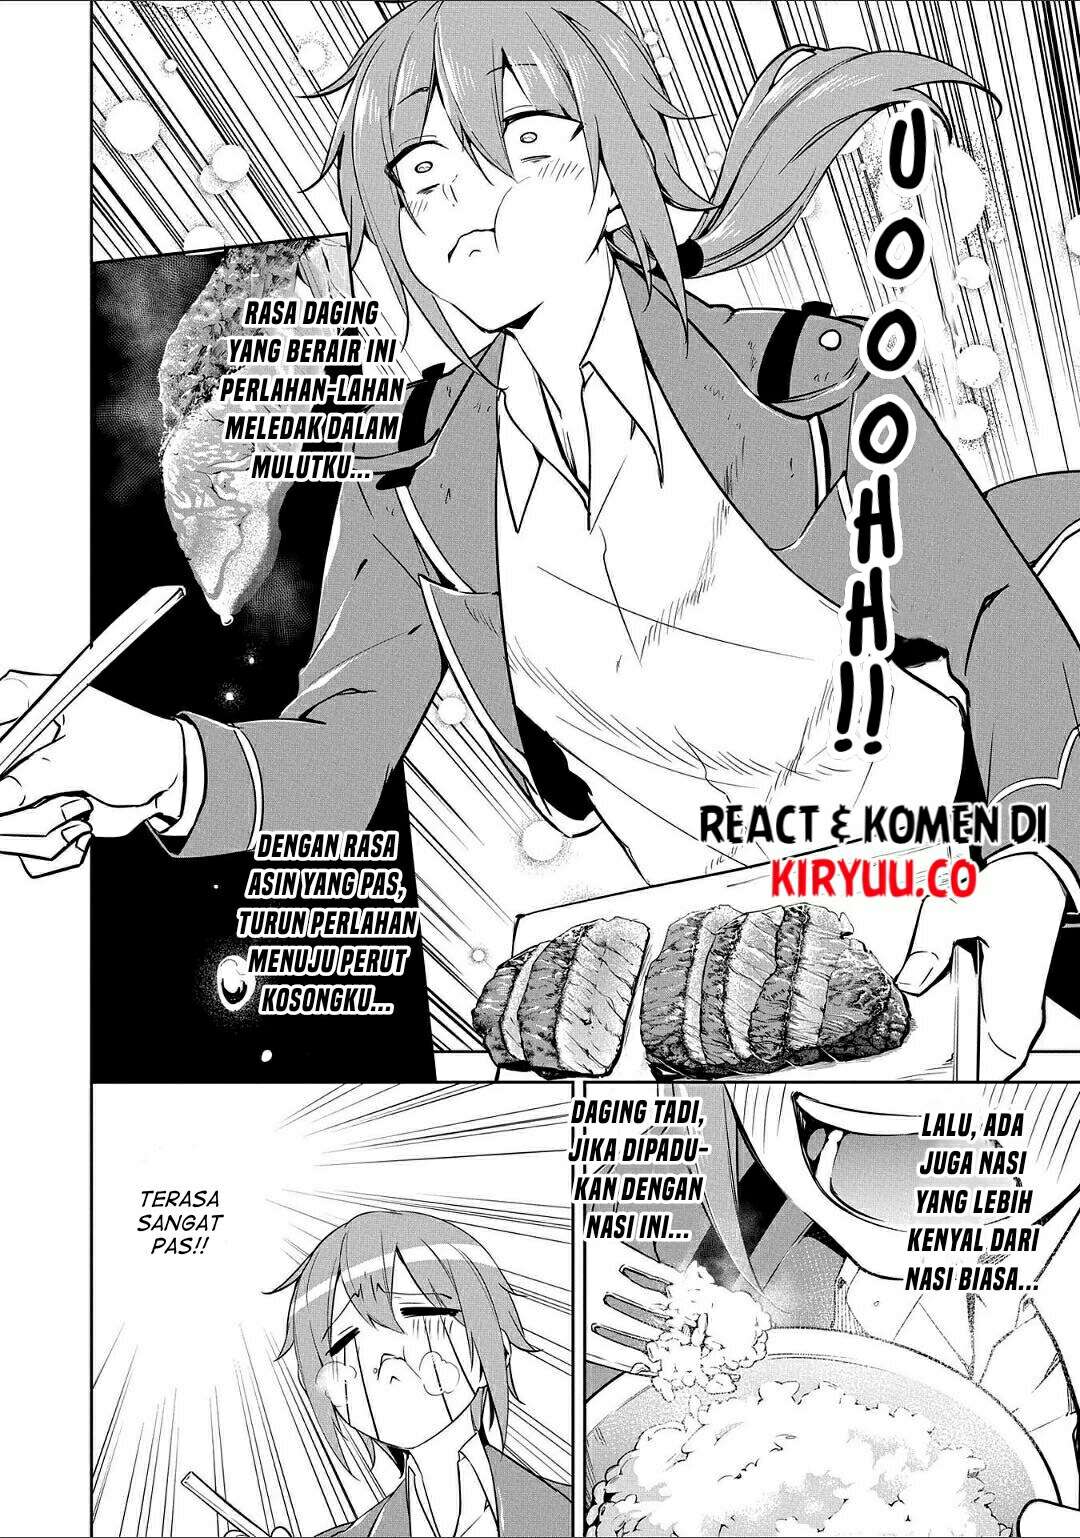 UOOOHH!!
RASA DAGING
YANG BERAIR INI
PERLAHAN-LAHAN
MELEDAK DALAM
MULUTKU...
REACT & KOMEN DI
KIRYUU.CO
DENGAN RASA
ASIN YANG PAS,
TURUN PERLAHAN
MENUJU PERUT
KOSONGKU...
LALU, ADA
JUGA NASI
YANG LEBIH
KENYAL DARI
NASI BIASA...
DAGING TADI,
JIKA DIPADU-
KAN DENGAN
NASI INI...
TERASA
SANGAT
PAS!!